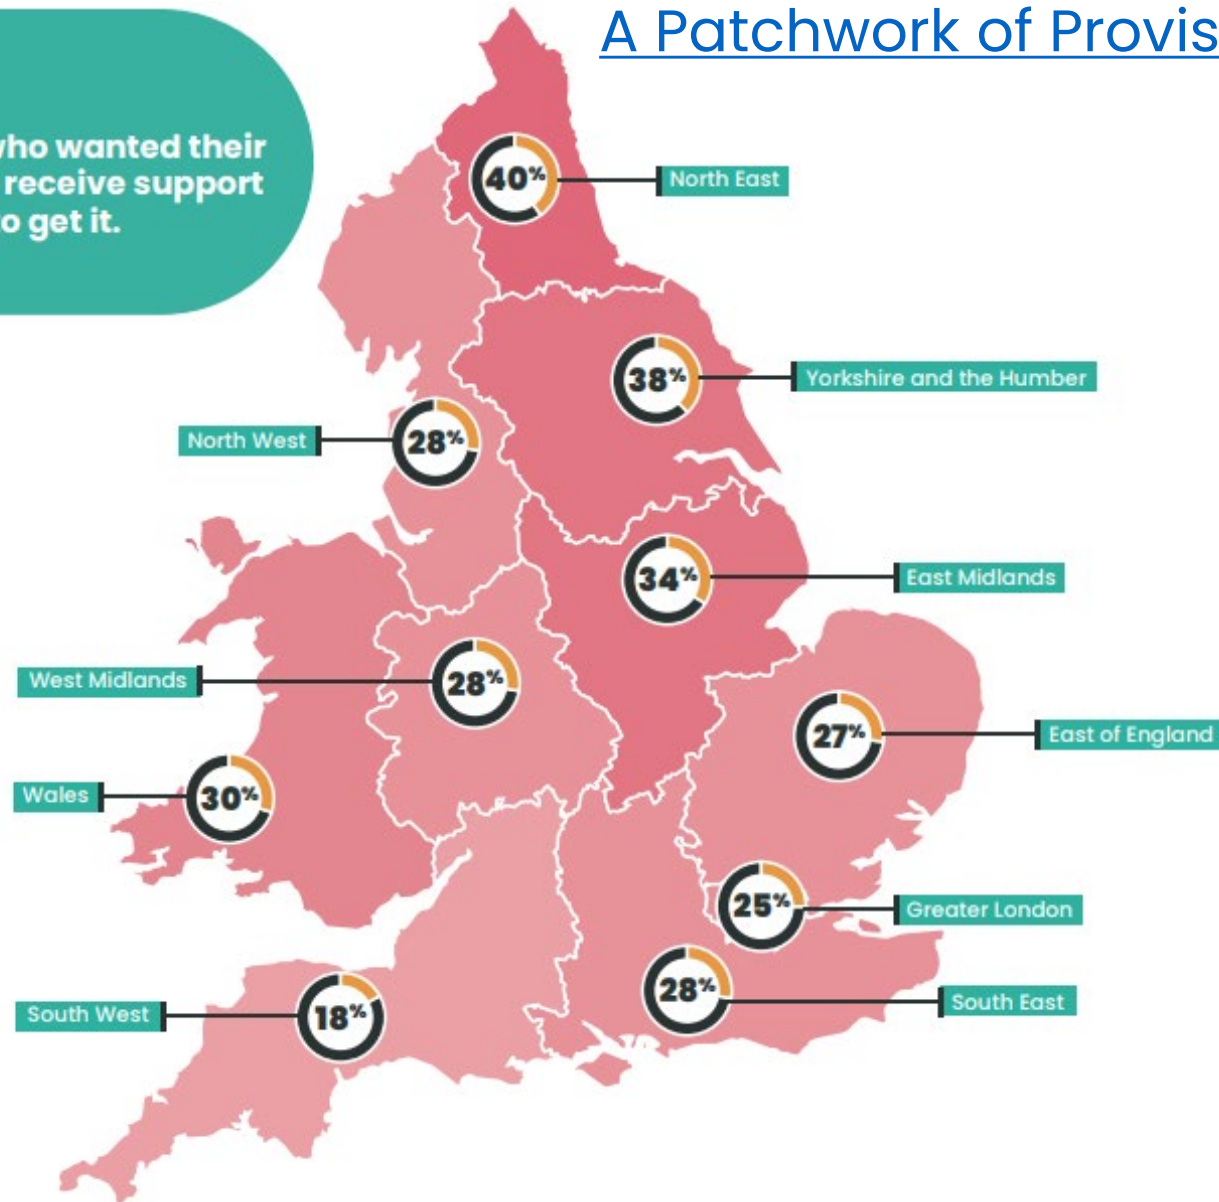 A Patchwork of Provis
who wanted their
receive support
to get it.
40%
North East
38%
Yorkshire and the Humber
North West
28%
34%
East Midlands
West Midlands
28%
27%
East of England
Wales
30%
25%
Greater London
28%
South East
South West
18%